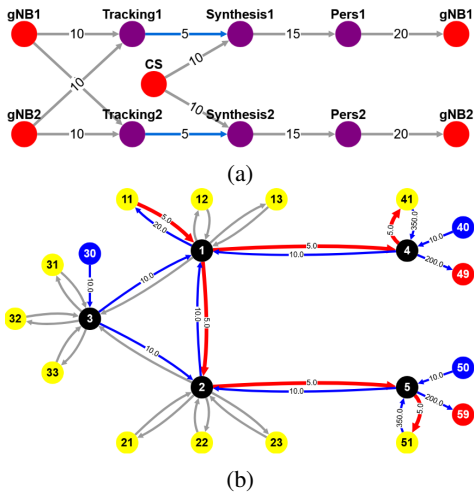 gNB1 Tracking1 Synthesis1 Pers1 gNB1
10 5 15 20
10 CS 10
10 10
gNB2 Tracking2 Synthesis2 Pers2 gNB2
10 5 15 20
(a)
11 12 13 41
5.0 20.0 5.0 350.0 40
1 5.0 4 10.0
10.0 200.0
31 30 49
10.0 10.0
32 3 5.0
10.0 50
33 10.0 10.0
2 5.0 5 200.0 59
10.0
350.0 5.0
21 22 23 51
(b)